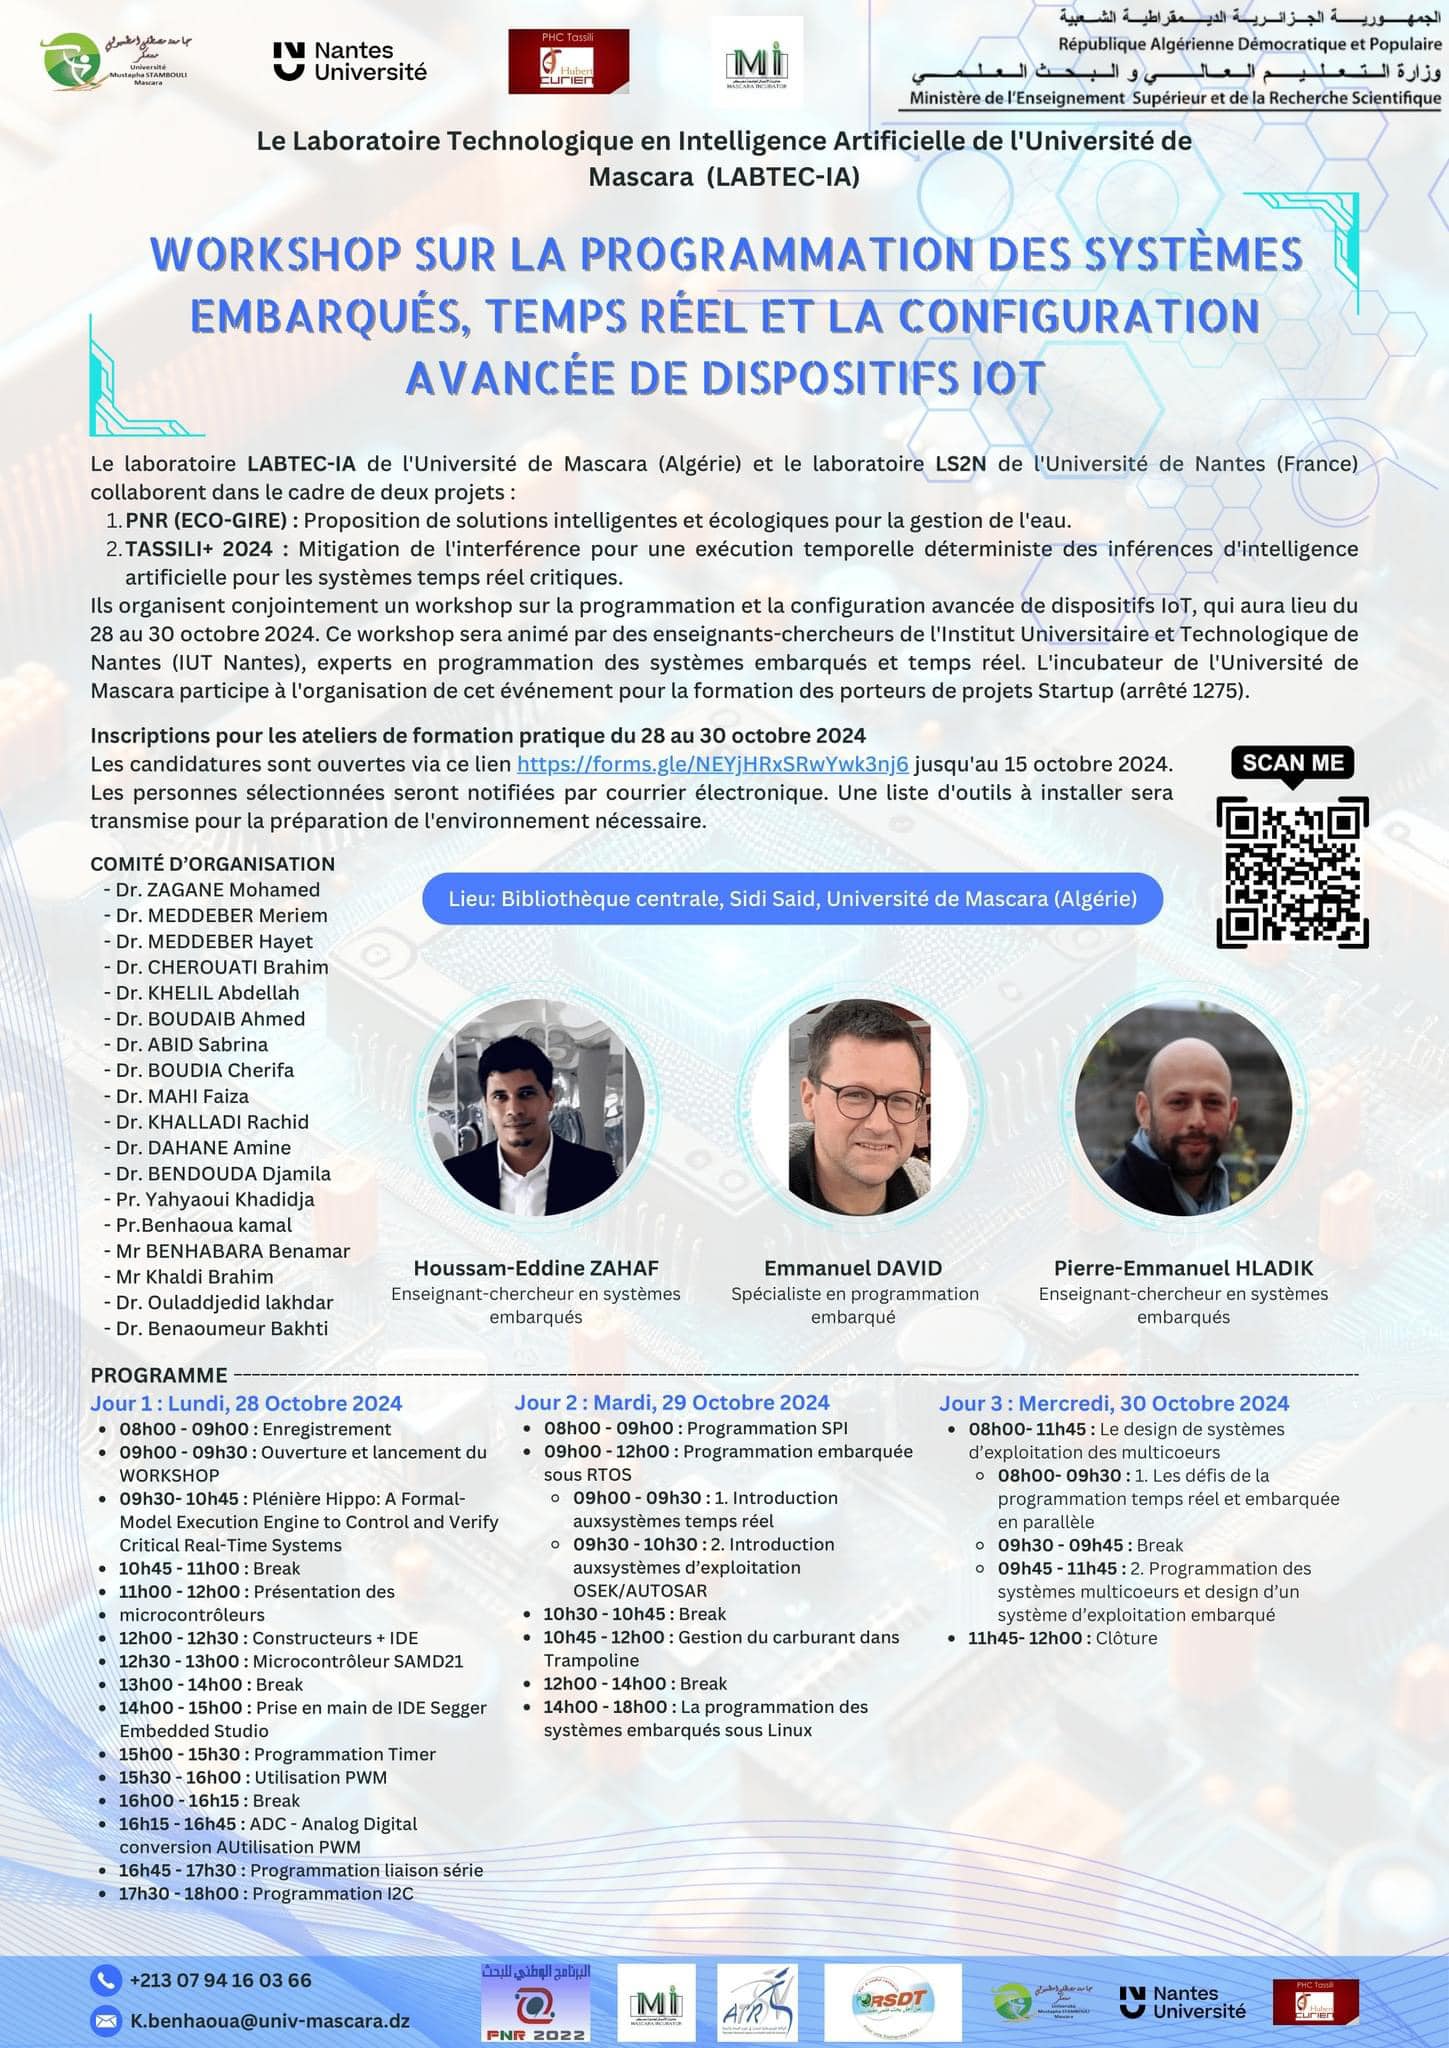 جامعة مصطفى اسطمبولي
معسكر
Université
Mustapha STAMBOULI
Mascara
Nantes
Université
PHC Tassili
Hubert
CURIEN
MI
MASCARA INCUBATOR
الجمهورية الجزائرية الديمقراطية الشعبية
République Algérienne Démocratique et Populaire
وزارة التعليم العالي و البحث العلمي
Ministère de l'Enseignement Supérieur et de la Recherche Scientifique
Le Laboratoire Technologique en Intelligence Artificielle de l'Université de
Mascara (LABTEC-IA)
WORKSHOP SUR LA PROGRAMMATION DES SYSTÈMES
EMBARQUÉS, TEMPS RÉEL ET LA CONFIGURATION
AVANCÉE DE DISPOSITIFS IOT
Le laboratoire LABTEC-IA de l'Université de Mascara (Algérie) et le laboratoire LS2N de l'Université de Nantes (France)
collaborent dans le cadre de deux projets :
1. PNR (ECO-GIRE) : Proposition de solutions intelligentes et écologiques pour la gestion de l'eau.
2. TASSILI+ 2024 : Mitigation de l'interférence pour une exécution temporelle déterministe des inférences d'intelligence
artificielle pour les systèmes temps réel critiques.
Ils organisent conjointement un workshop sur la programmation et la configuration avancée de dispositifs IoT, qui aura lieu du
28 au 30 octobre 2024. Ce workshop sera animé par des enseignants-chercheurs de l'Institut Universitaire et Technologique de
Nantes (IUT Nantes), experts en programmation des systèmes embarqués et temps réel. L'incubateur de l'Université de
Mascara participe à l'organisation de cet événement pour la formation des porteurs de projets Startup (arrêté 1275).
Inscriptions pour les ateliers de formation pratique du 28 au 30 octobre 2024
Les candidatures sont ouvertes via ce lien https://forms.gle/NEYjHRxSRwYwk3nj6 jusqu'au 15 octobre 2024.
Les personnes sélectionnées seront notifiées par courrier électronique. Une liste d'outils à installer sera
transmise pour la préparation de l'environnement nécessaire.
SCAN ME
COMITÉ D'ORGANISATION
- Dr. ZAGANE Mohamed
- Dr. MEDDEBER Meriem
- Dr. MEDDEBER Hayet
- Dr. CHEROUATI Brahim
- Dr. KHELIL Abdellah
- Dr. BOUDAIB Ahmed
- Dr. ABID Sabrina
- Dr. BOUDIA Cherifa
- Dr. MAHI Faiza
- Dr. KHALLADI Rachid
- Dr. DAHANE Amine
- Dr. BENDOUDA Djamila
- Pr. Yahyaoui Khadidja
- Pr.Benhaoua kamal
- Mr BENHABARA Benamar
- Mr Khaldi Brahim
- Dr. Ouladdjedid lakhdar
- Dr. Benaoumeur Bakhti
Lieu: Bibliothèque centrale, Sidi Said, Université de Mascara (Algérie)
Houssam-Eddine ZAHAF
Enseignant-chercheur en systèmes
embarqués
Emmanuel DAVID
Spécialiste en programmation
embarqué
Pierre-Emmanuel HLADIK
Enseignant-chercheur en systèmes
embarqués
PROGRAMME
Jour 1 : Lundi, 28 Octobre 2024
• 08h00 - 09h00 : Enregistrement
• 09h00 - 09h30 : Ouverture et lancement du
WORKSHOP
• 09h30- 10h45 : Plénière Hippo: A Formal-
Model Execution Engine to Control and Verify
Critical Real-Time Systems
• 10h45 - 11h00 : Break
• 11h00 - 12h00 : Présentation des
• microcontrôleurs
• 12h00 - 12h30 : Constructeurs + IDE
• 12h30 - 13h00 : Microcontrôleur SAMD21
• 13h00 - 14h00 : Break
• 14h00 - 15h00 : Prise en main de IDE Segger
Embedded Studio
• 15h00 - 15h30 : Programmation Timer
• 15h30 - 16h00 : Utilisation PWM
• 16h00 - 16h15 : Break
• 16h15 - 16h45 : ADC - Analog Digital
conversion AUtilisation PWM
• 16h45 - 17h30 : Programmation liaison série
• 17h30 - 18h00 : Programmation I2C
Jour 2 : Mardi, 29 Octobre 2024
• 08h00 - 09h00 : Programmation SPI
• 09h00 - 12h00 : Programmation embarquée
sous RTOS
○ 09h00 - 09h30 : 1. Introduction
auxsystèmes temps réel
○ 09h30 - 10h30 : 2. Introduction
auxsystèmes d'exploitation
OSEK/AUTOSAR
• 10h30 - 10h45 : Break
• 10h45 - 12h00 : Gestion du carburant dans
Trampoline
• 12h00 - 14h00 : Break
• 14h00 - 18h00 : La programmation des
systèmes embarqués sous Linux
Jour 3 : Mercredi, 30 Octobre 2024
• 08h00- 11h45 : Le design de systèmes
d'exploitation des multicoeurs
○ 08h00- 09h30 : 1. Les défis de la
programmation temps réel et embarquée
en parallèle
○ 09h30 - 09h45 : Break
○ 09h45 - 11h45 : 2. Programmation des
systèmes multicoeurs et design d'un
système d'exploitation embarqué
• 11h45- 12h00 : Clôture
+213 07 94 16 03 66
K.benhaoua@univ-mascara.dz
البرنامج الوطني للبحث
PNR 2022
MI
MASCARA INCUBATOR
RSDT
Université
Mustapha STAMBOULI
Mascara
Nantes
Université
PHC Tassili
Hubert
CURIEN